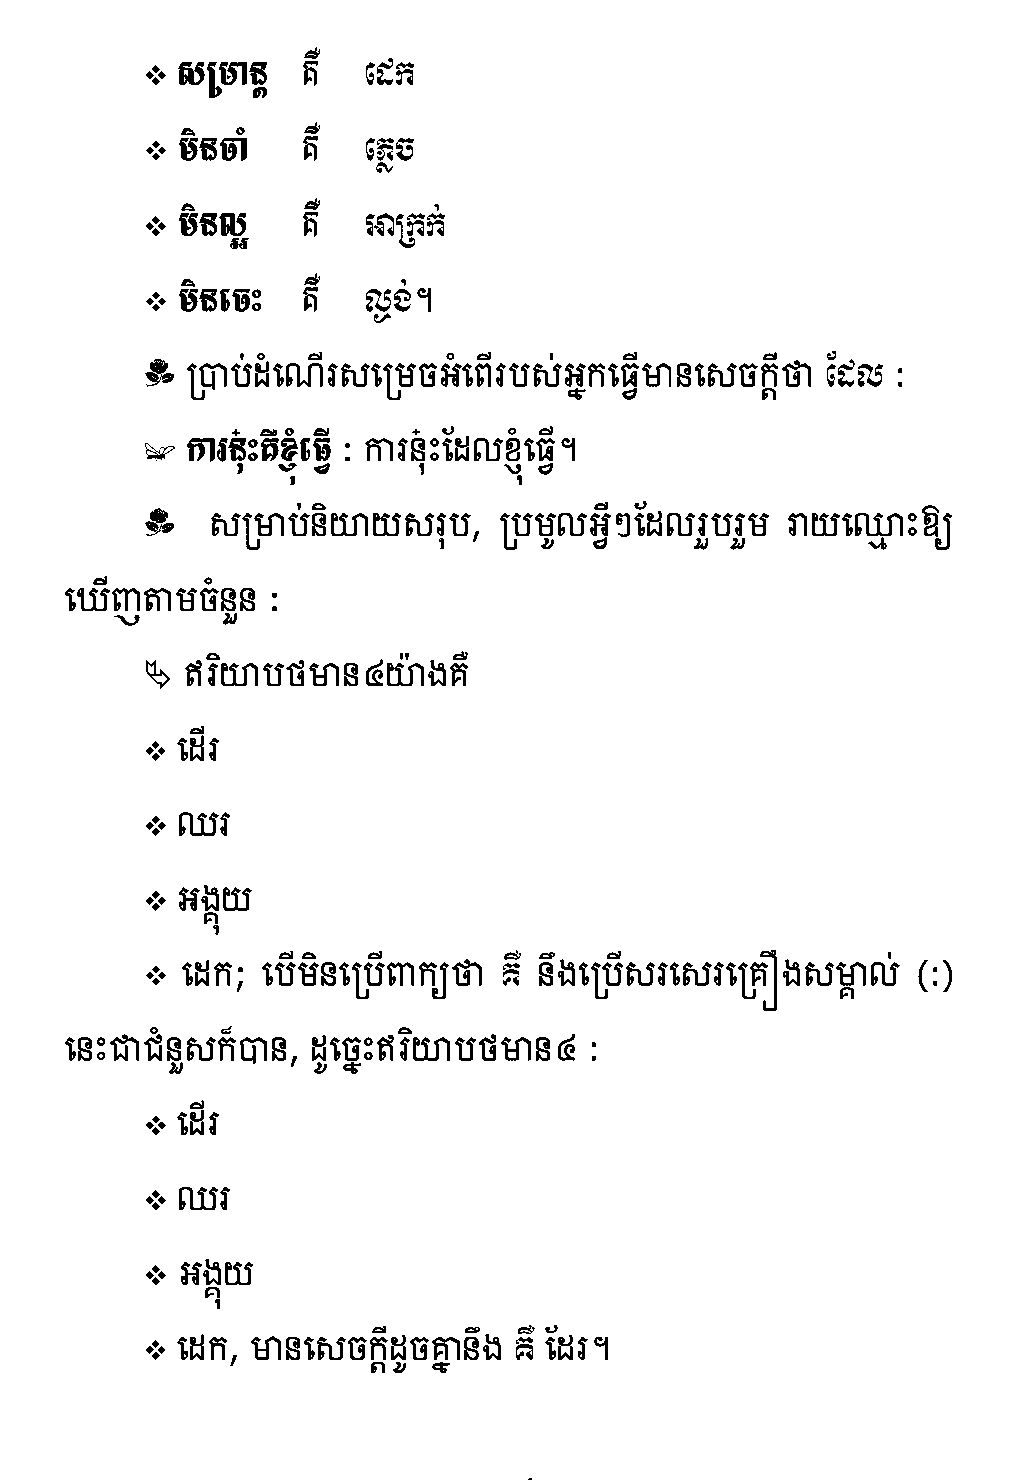 ❖ សម្រាន្ត គឺ ដេក
❖ មិនចាំ គឺ ភ្លេច
❖ មិនល្អ គឺ អាក្រក់
❖ មិនចេះ គឺ ល្ងង់។
ប្រាប់ដំណើរសម្រេចអំពើរបស់អ្នកធ្វើមានសេចក្ដីថា ដែល :
ការនុ៎ះគឺខ្ញុំធ្វើ : ការនុ៎ះដែលខ្ញុំធ្វើ។
សម្រាប់និយាយសរុប, ប្រមូលអ្វីៗដែលរួបរួម រាយឈ្មោះឱ្យ
ឃើញតាមចំនួន :
ឥរិយាបថមាន៤យ៉ាងគឺ
❖ ដើរ
❖ ឈរ
❖ អង្គុយ
❖ ដេក; បើមិនប្រើពាក្យថា គឺ នឹងប្រើសរសេរគ្រឿងសម្គាល់ (:)
នេះជាជំនួសក៏បាន, ដូច្នេះឥរិយាបថមាន៤ :
❖ ដើរ
❖ ឈរ
❖ អង្គុយ
❖ ដេក, មានសេចក្ដីដូចគ្នានឹង គឺ ដែរ។